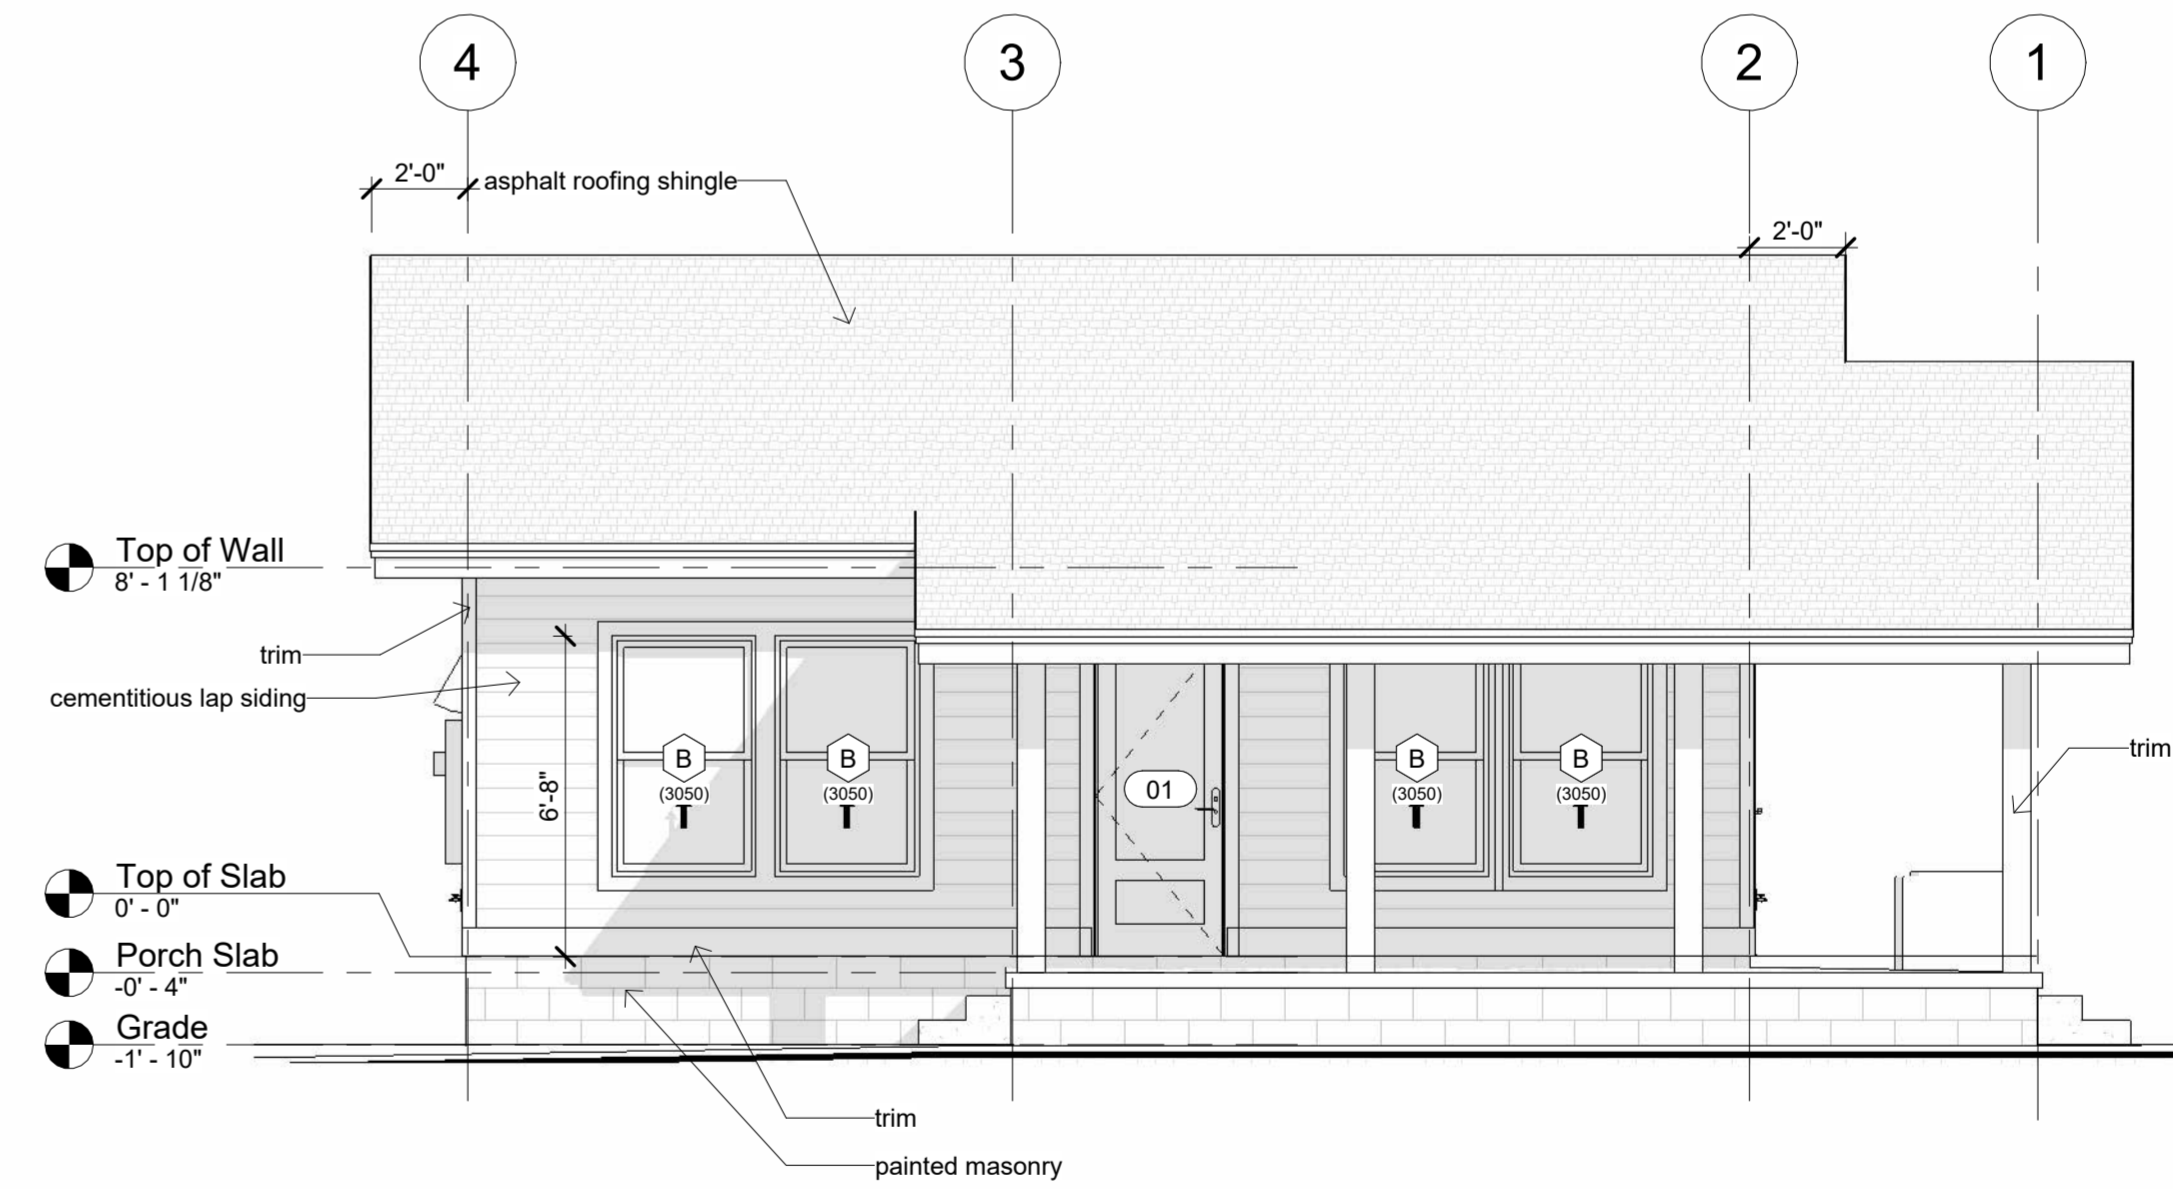 4
3
2
1
2'-0"
asphalt roofing shingle
2'-0"
Top of Wall
8' - 1 1/8"
trim
cementitious lap siding
trim
B
(3050)
B
(3050)
B
(3050)
B
(3050)
01
6'-8"
Top of Slab
0' - 0"
Porch Slab
-0' - 4"
Grade
-1' - 10"
trim
painted masonry